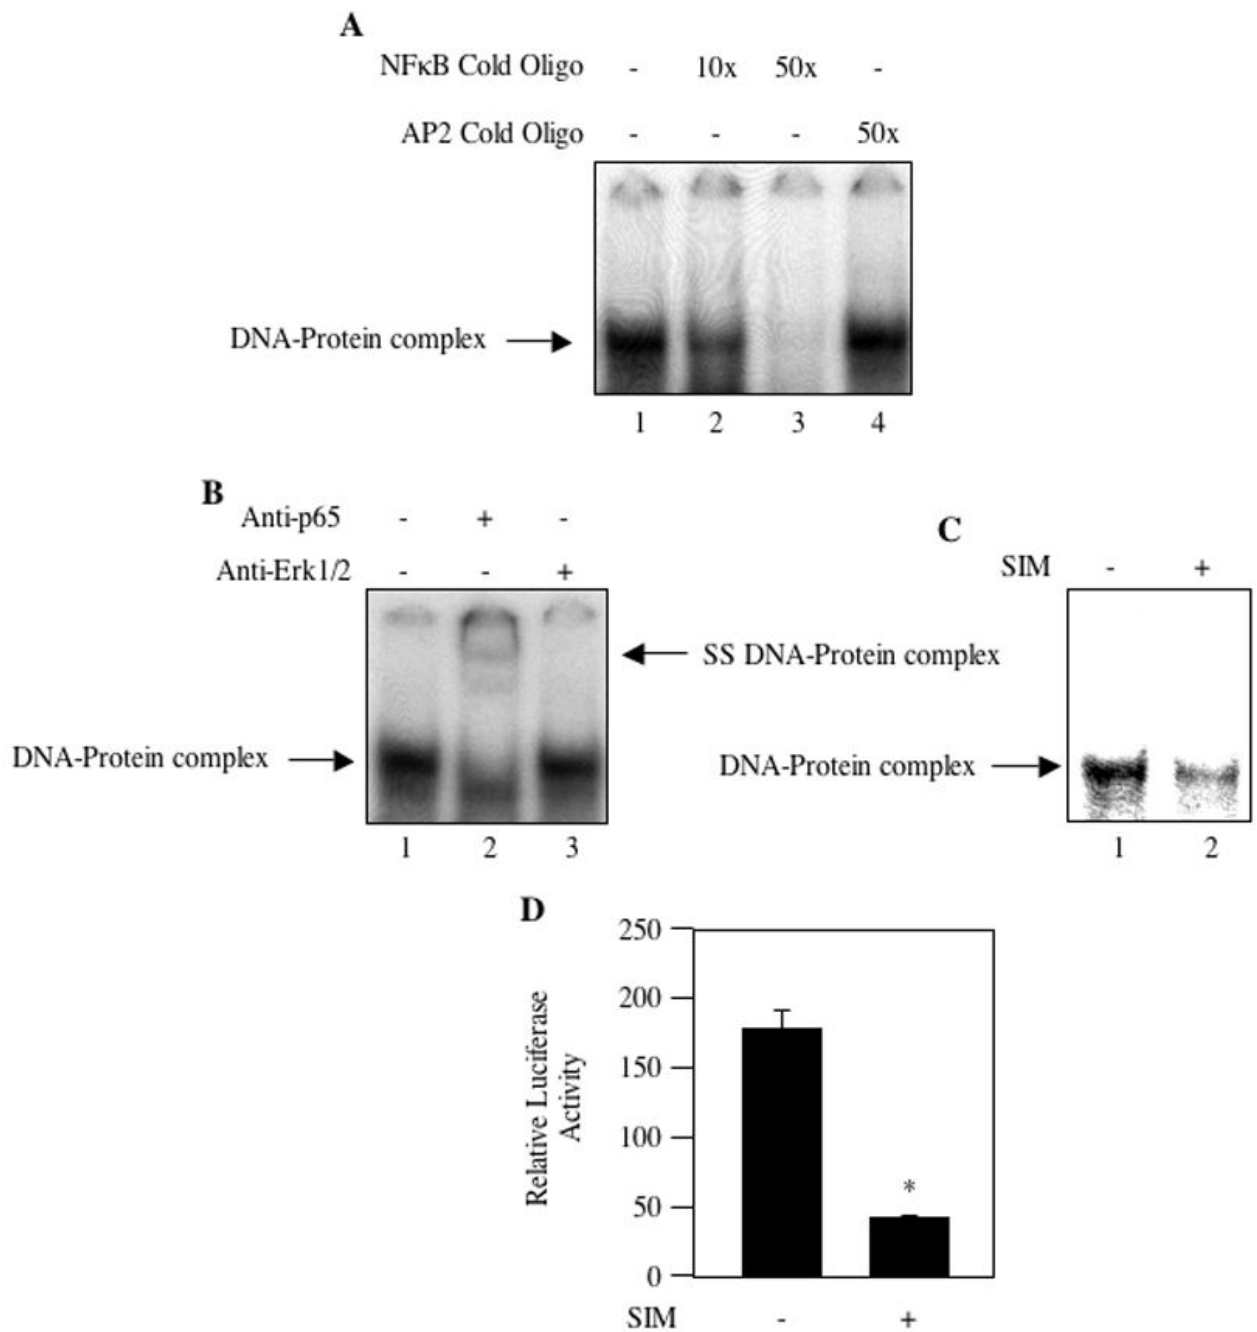 A
NFκB Cold Oligo - 10x 50x -
AP2 Cold Oligo - - - 50x
DNA-Protein complex
1 2 3 4
B
Anti-p65 - + -
Anti-Erk1/2 - - +
SS DNA-Protein complex
DNA-Protein complex
1 2 3
C
SIM - +
DNA-Protein complex
1 2
D
250
200
150
100
50
0
Relative Luciferase
Activity
*
SIM - +